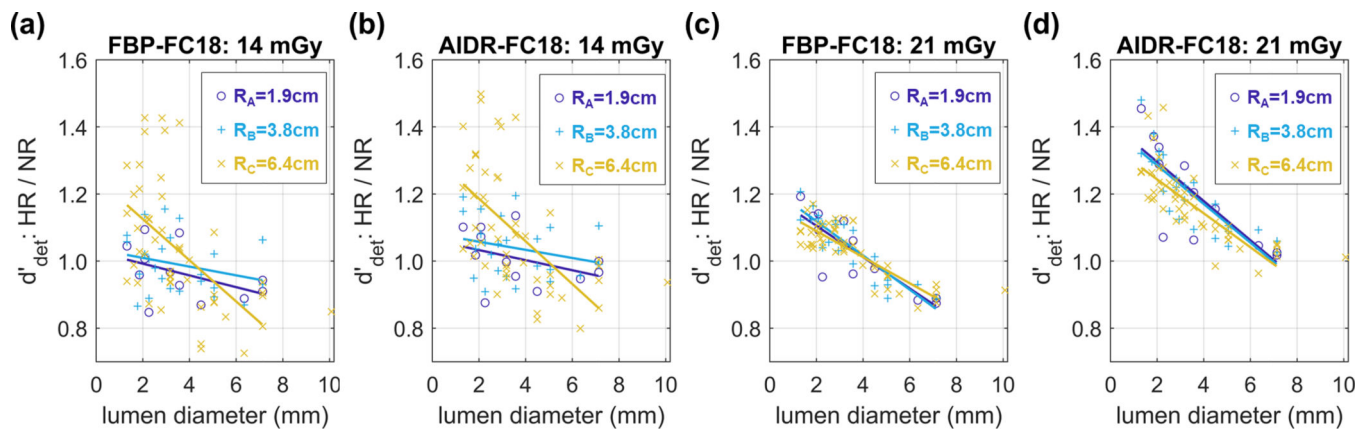 (a)
FBP-FC18: 14 mGy
d'det: HR / NR
1.6
1.4
1.2
1.0
0.8
RA=1.9cm
RB=3.8cm
RC=6.4cm
0 2 4 6 8 10
lumen diameter (mm)
(b)
AIDR-FC18: 14 mGy
d'det: HR / NR
1.6
1.4
1.2
1.0
0.8
RA=1.9cm
RB=3.8cm
RC=6.4cm
0 2 4 6 8 10
lumen diameter (mm)
(c)
FBP-FC18: 21 mGy
d'det: HR / NR
1.6
1.4
1.2
1.0
0.8
RA=1.9cm
RB=3.8cm
RC=6.4cm
0 2 4 6 8 10
lumen diameter (mm)
(d)
AIDR-FC18: 21 mGy
d'det: HR / NR
1.6
1.4
1.2
1.0
0.8
RA=1.9cm
RB=3.8cm
RC=6.4cm
0 2 4 6 8 10
lumen diameter (mm)